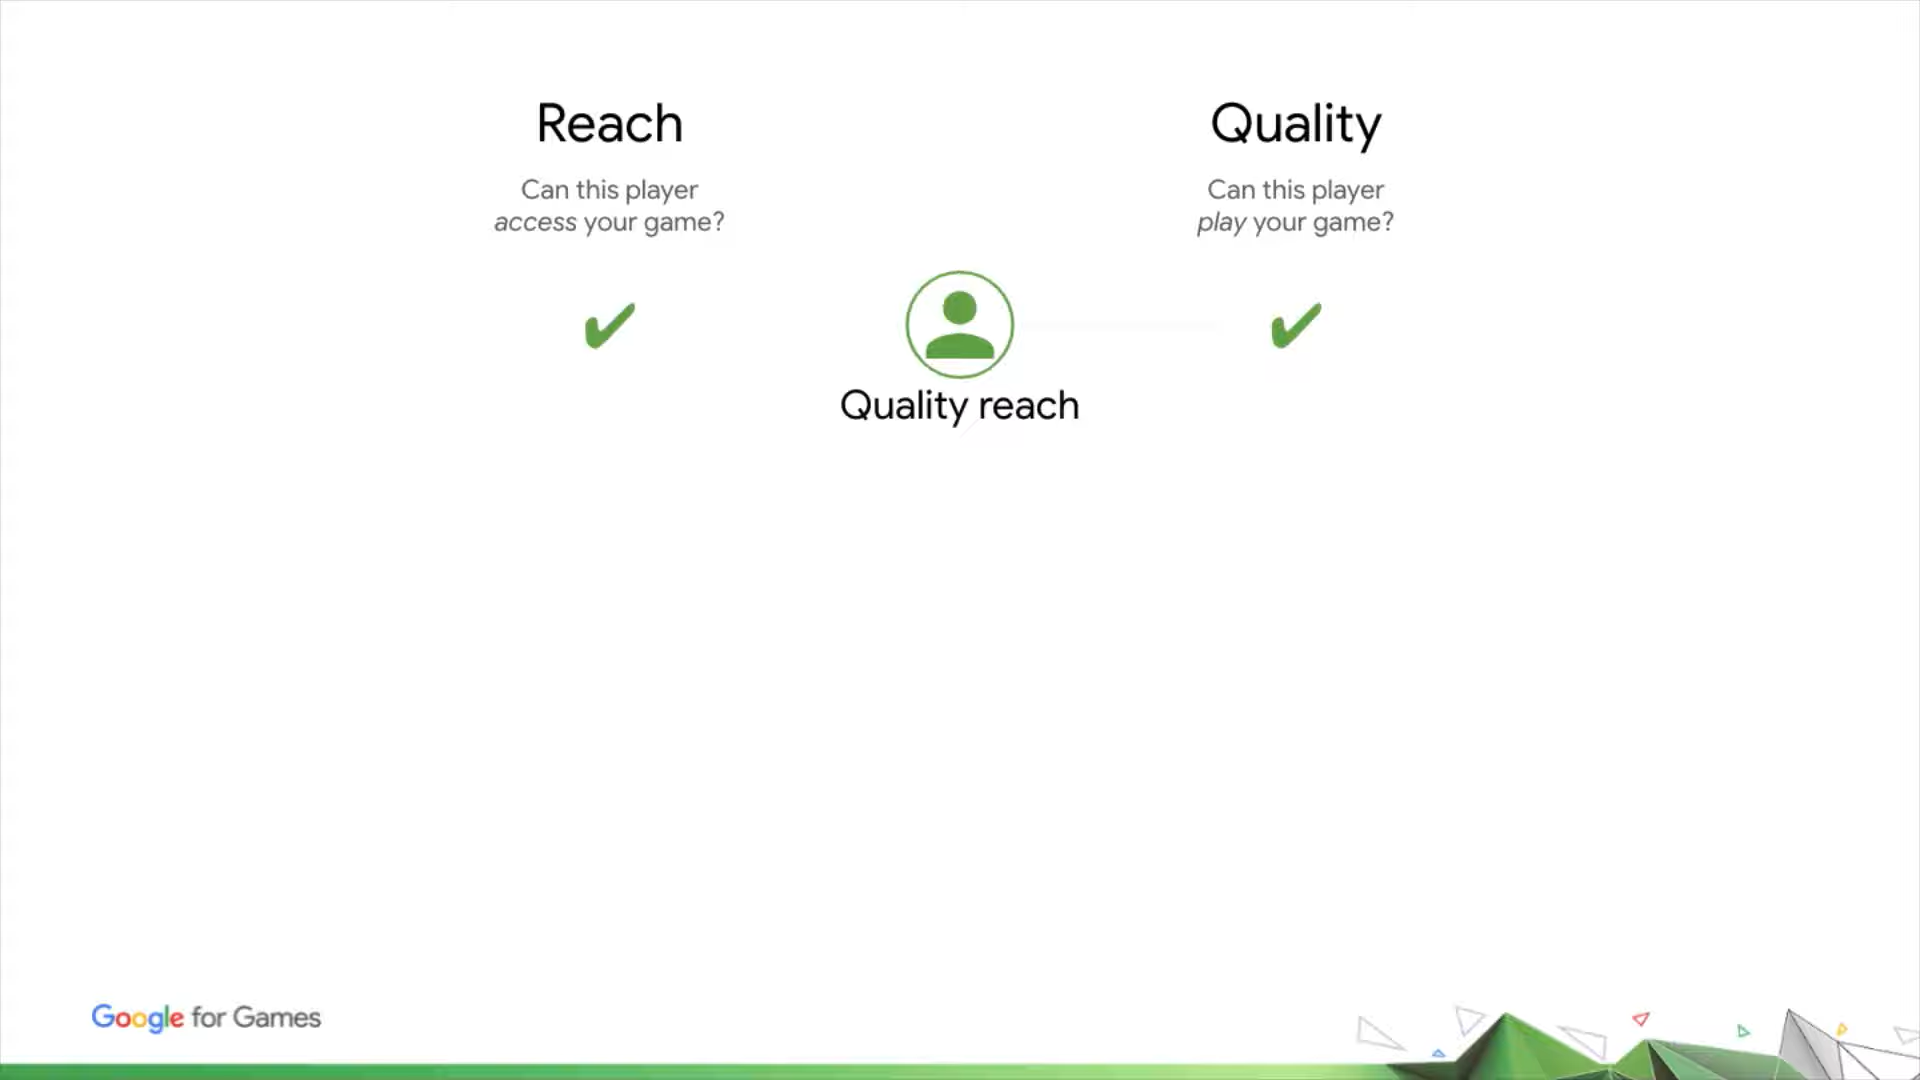 Reach
Can this player
access your game?
Quality
Can this player
play your game?
Quality reach
Google for Games